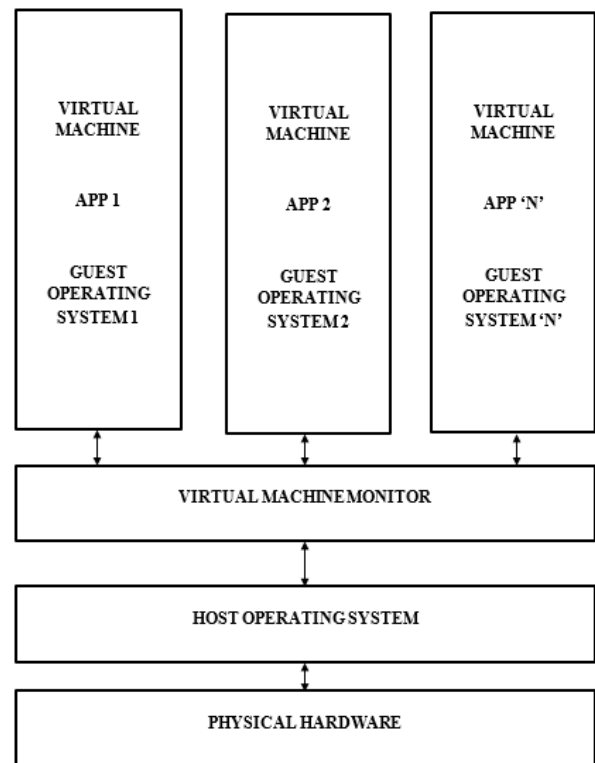 VIRTUAL
MACHINE
APP 1
GUEST
OPERATING
SYSTEM 1
VIRTUAL
MACHINE
APP 2
GUEST
OPERATING
SYSTEM 2
VIRTUAL
MACHINE
APP ‘N’
GUEST
OPERATING
SYSTEM ‘N’
VIRTUAL MACHINE MONITOR
HOST OPERATING SYSTEM
PHYSICAL HARDWARE